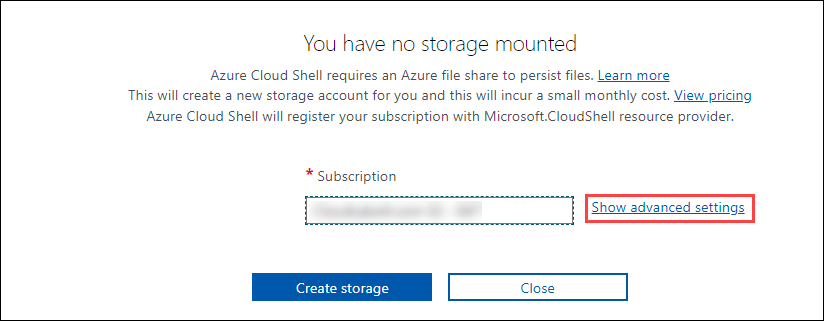 You have no storage mounted
Azure Cloud Shell requires an Azure file share to persist files. Learn more
This will create a new storage account for you and this will incur a small monthly cost. View pricing
Azure Cloud Shell will register your subscription with Microsoft.CloudShell resource provider.
* Subscription
Show advanced settings
Create storage
Close